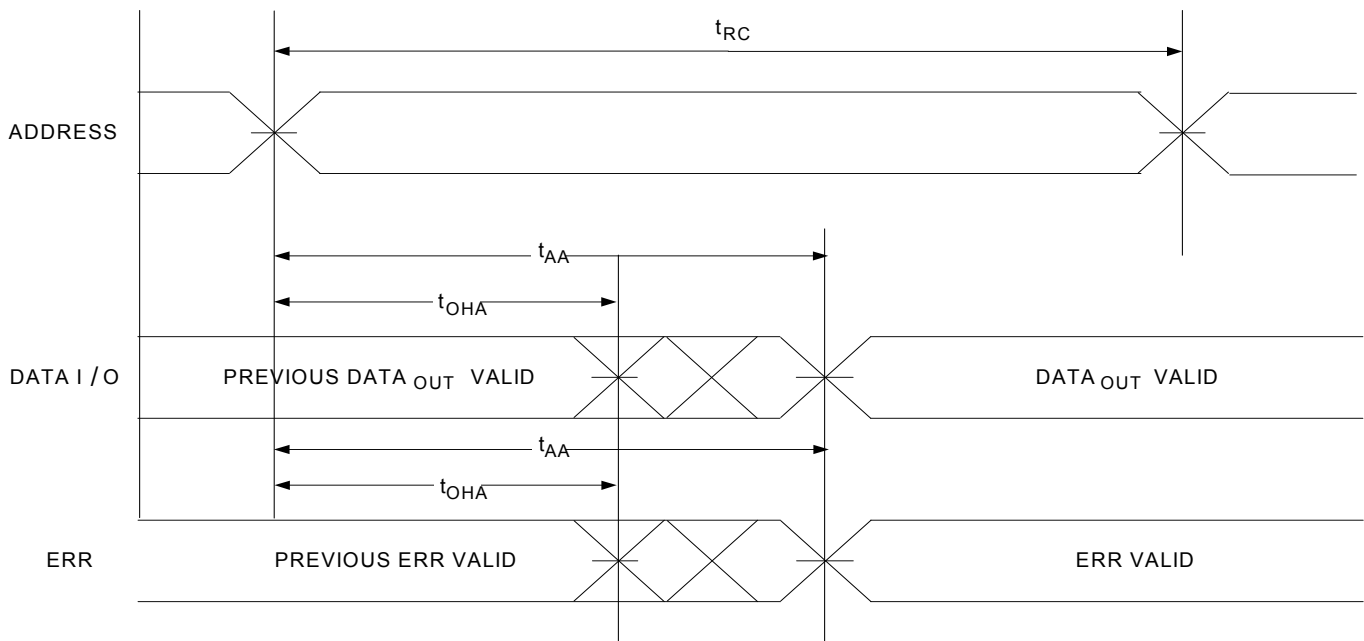 tRC
ADDRESS
tAA
tOHA
DATA I / O
PREVIOUS DATA OUT VALID
DATA OUT VALID
tAA
tOHA
ERR
PREVIOUS ERR VALID
ERR VALID